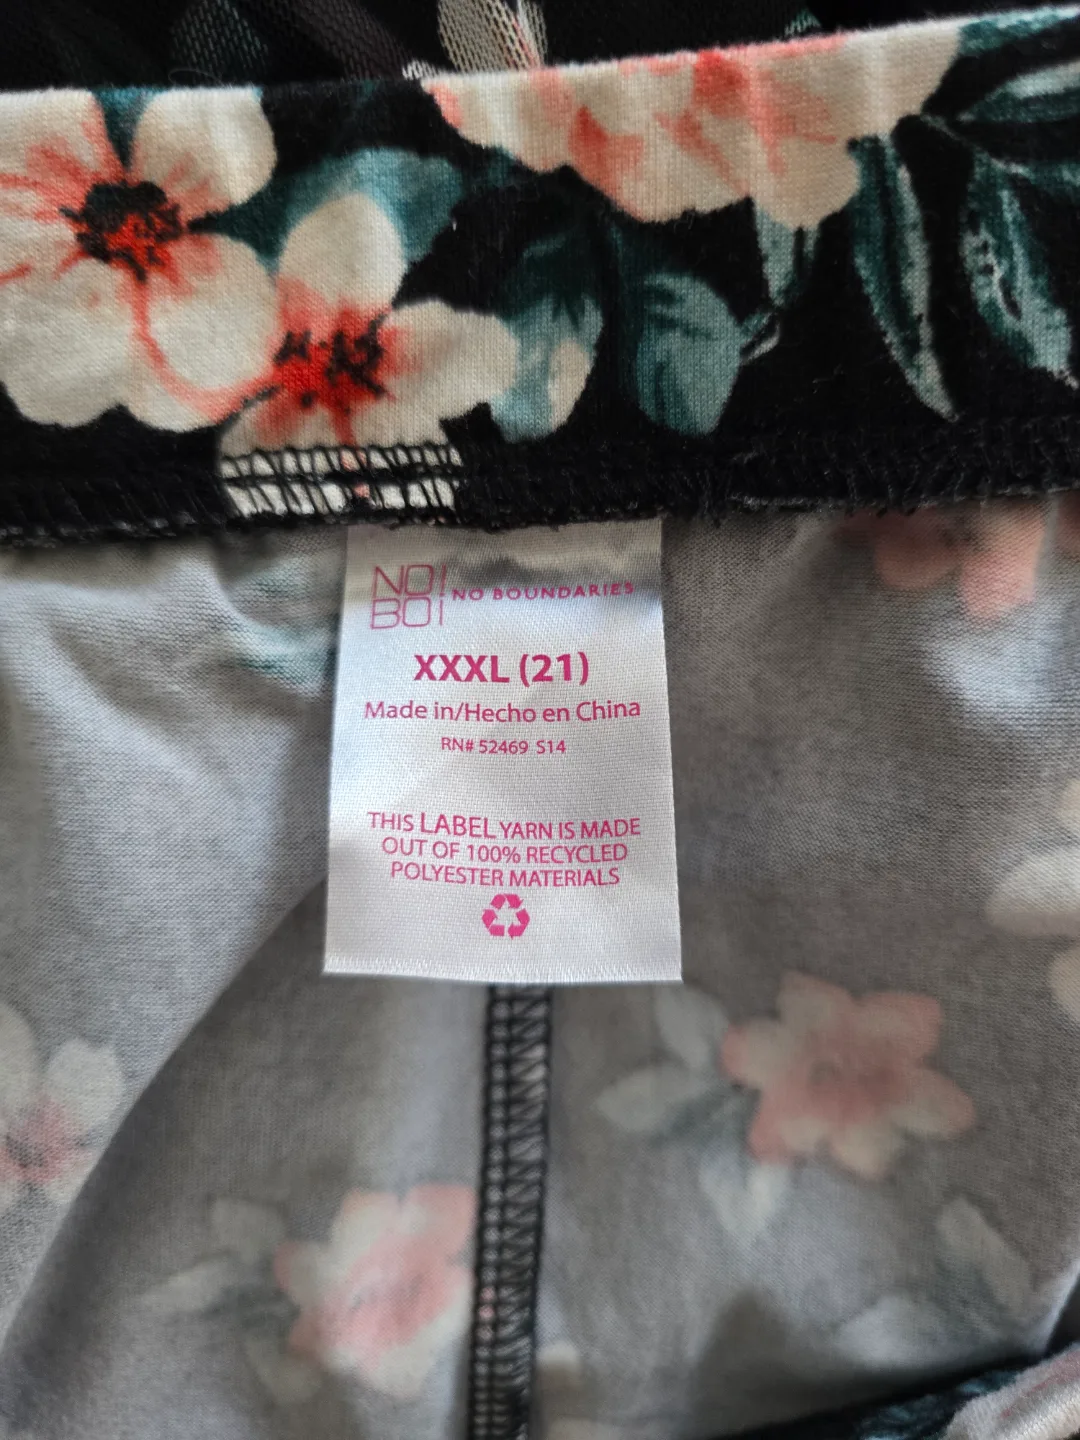 NO
BO
NO BOUNDARIES
XXXL (21)
Made in/Hecho en China
RN# 52469 S14
THIS LABEL YARN IS MADE
OUT OF 100% RECYCLED
POLYESTER MATERIALS